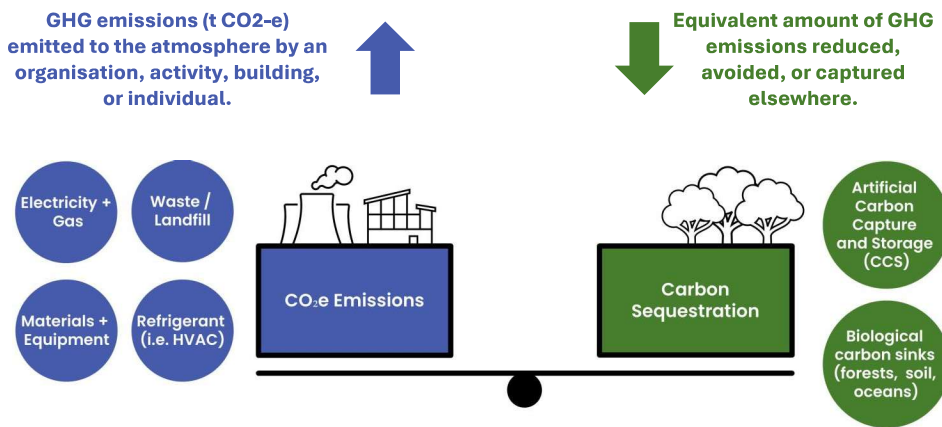 GHG emissions (t CO2-e)
emitted to the atmosphere by an
organisation, activity, building,
or individual.
Equivalent amount of GHG
emissions reduced,
avoided, or captured
elsewhere.
Electricity +
Gas
Waste /
Landfill
Materials +
Equipment
Refrigerant
(i.e. HVAC)
CO₂e Emissions
Carbon
Sequestration
Artificial
Carbon
Capture
and Storage
(CCS)
Biological
carbon sinks
(forests, soil,
oceans)